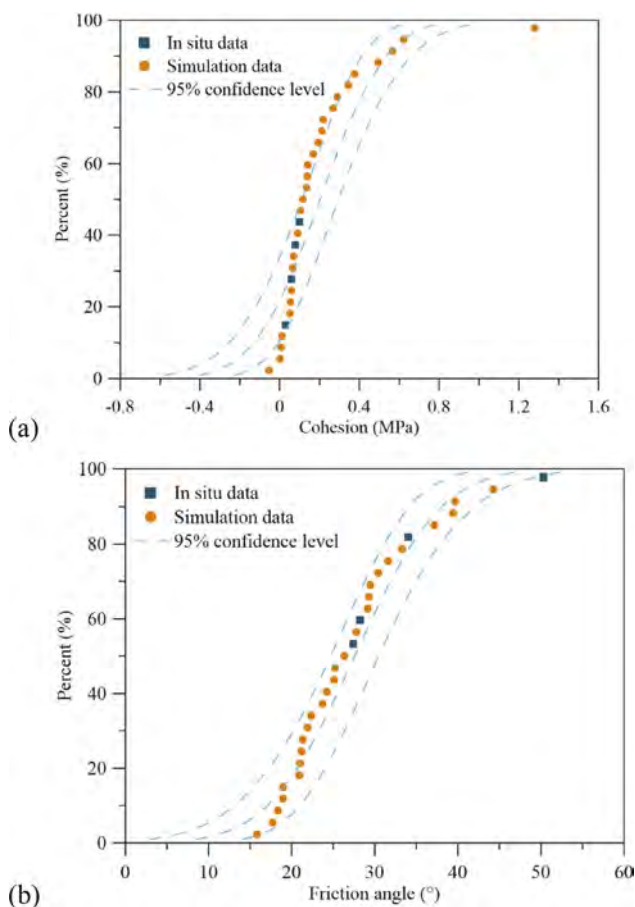 100
80
60
40
20
0
Percent (%)
In situ data
Simulation data
95% confidence level
-0.8 -0.4 0 0.4 0.8 1.2 1.6
Cohesion (MPa)
(a)
100
80
60
40
20
0
Percent (%)
In situ data
Simulation data
95% confidence level
0 10 20 30 40 50 60
Friction angle (°)
(b)